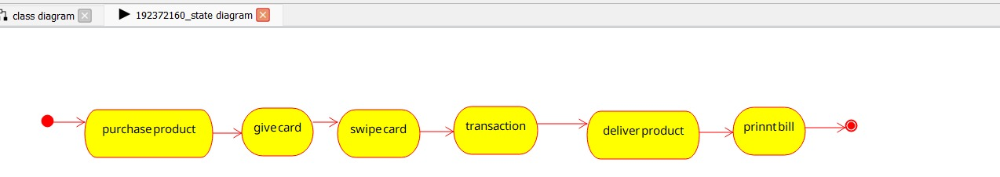 class diagram
192372160_state diagram
purchase product
give card
swipe card
transaction
deliver product
prinnt bill